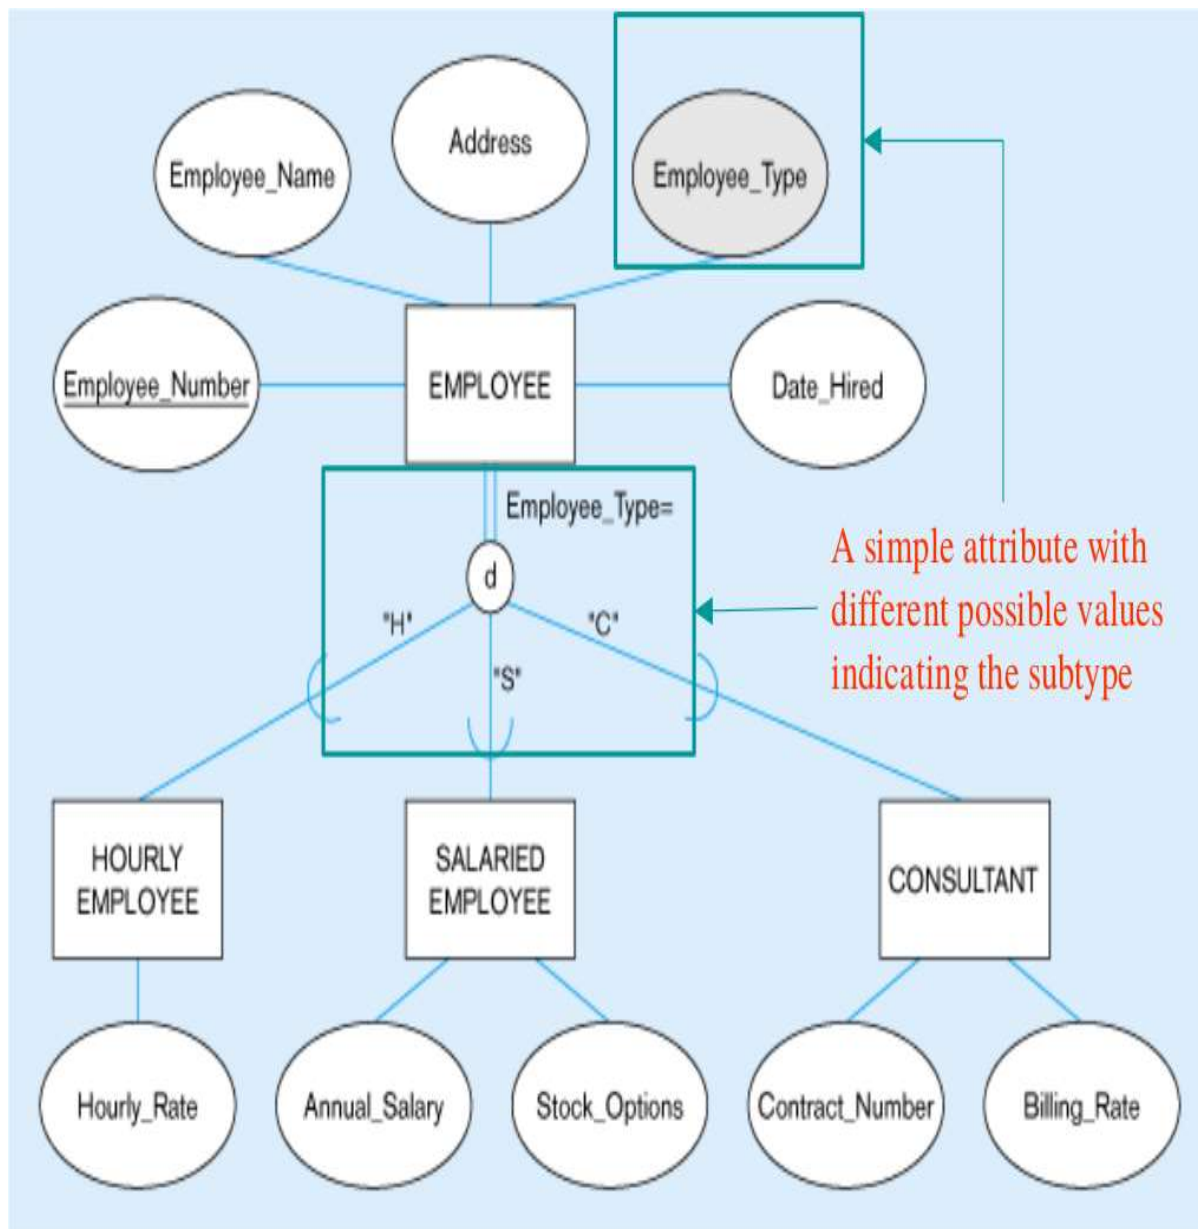 Address
Employee_Name
Employee_Type
Employee_Number
EMPLOYEE
Date_Hired
Employee_Type=
d
"H"
"C"
"S"
A simple attribute with
different possible values
indicating the subtype
HOURLY
EMPLOYEE
SALARIED
EMPLOYEE
CONSULTANT
Hourly_Rate
Annual_Salary
Stock_Options
Contract_Number
Billing_Rate